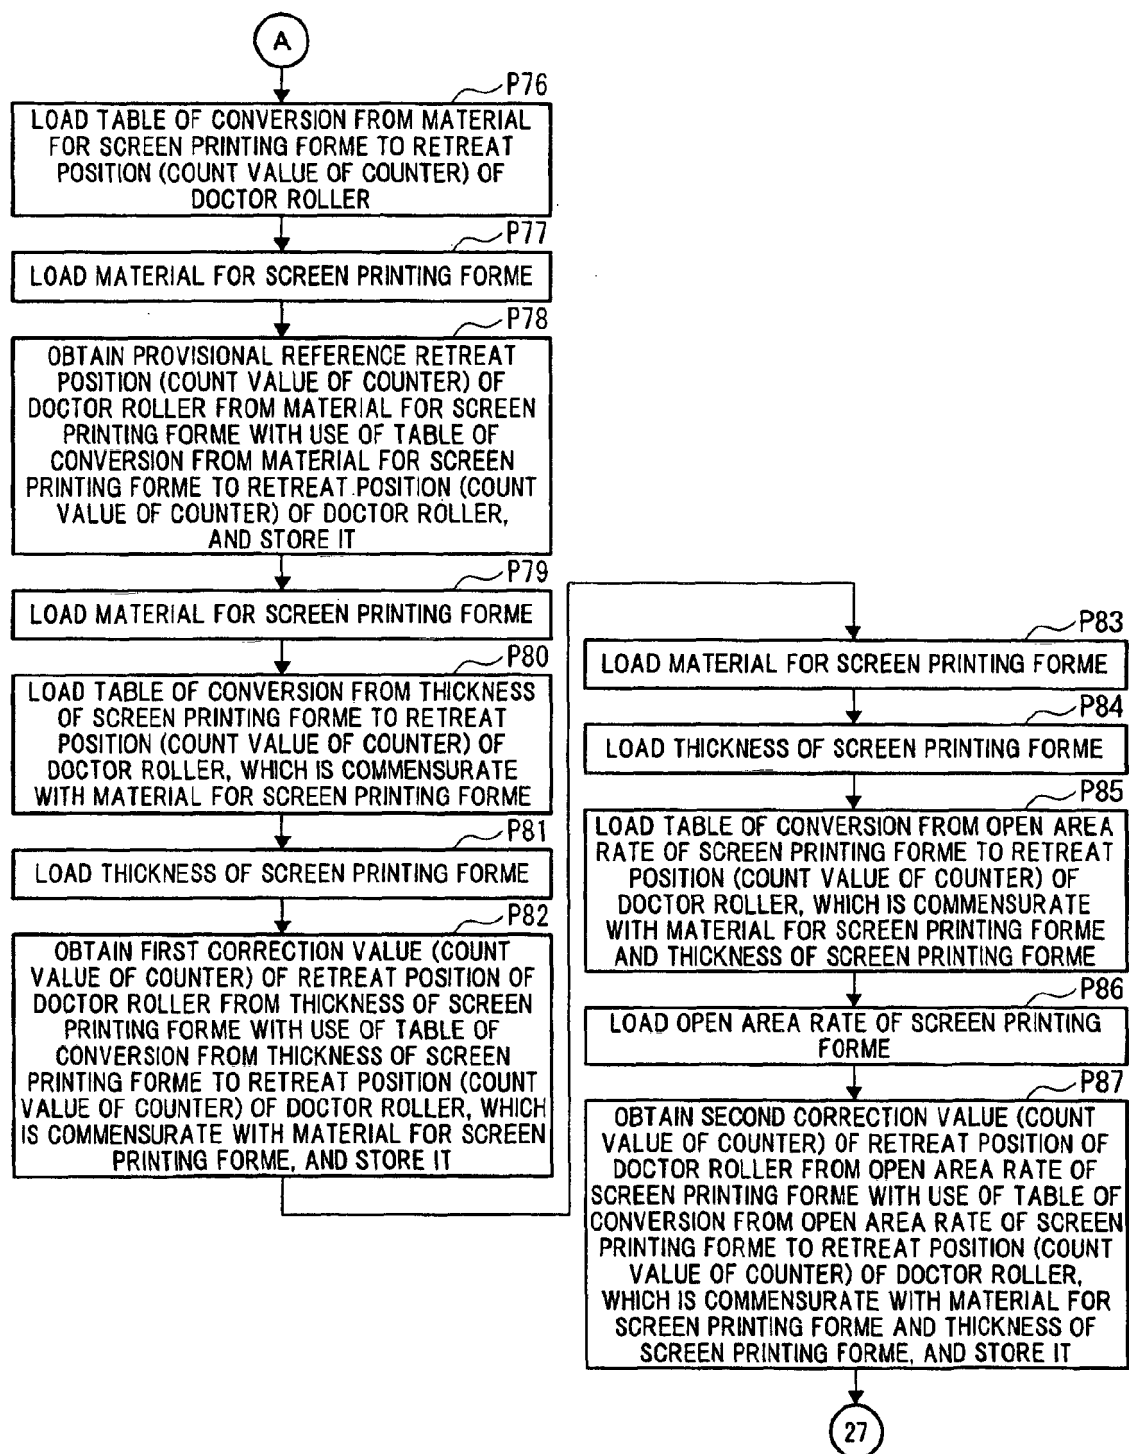 A
P76
LOAD TABLE OF CONVERSION FROM MATERIAL
FOR SCREEN PRINTING FORME TO RETREAT
POSITION (COUNT VALUE OF COUNTER) OF
DOCTOR ROLLER
P77
LOAD MATERIAL FOR SCREEN PRINTING FORME
P78
OBTAIN PROVISIONAL REFERENCE RETREAT
POSITION (COUNT VALUE OF COUNTER) OF
DOCTOR ROLLER FROM MATERIAL FOR SCREEN
PRINTING FORME WITH USE OF TABLE OF
CONVERSION FROM MATERIAL FOR SCREEN
PRINTING FORME TO RETREAT POSITION (COUNT
VALUE OF COUNTER) OF DOCTOR ROLLER,
AND STORE IT
P79
LOAD MATERIAL FOR SCREEN PRINTING FORME
P80
LOAD TABLE OF CONVERSION FROM THICKNESS
OF SCREEN PRINTING FORME TO RETREAT
POSITION (COUNT VALUE OF COUNTER) OF
DOCTOR ROLLER, WHICH IS COMMENSURATE
WITH MATERIAL FOR SCREEN PRINTING FORME
P81
LOAD THICKNESS OF SCREEN PRINTING FORME
P82
OBTAIN FIRST CORRECTION VALUE (COUNT
VALUE OF COUNTER) OF RETREAT POSITION OF
DOCTOR ROLLER FROM THICKNESS OF SCREEN
PRINTING FORME WITH USE OF TABLE OF
CONVERSION FROM THICKNESS OF SCREEN
PRINTING FORME TO RETREAT POSITION (COUNT
VALUE OF COUNTER) OF DOCTOR ROLLER, WHICH
IS COMMENSURATE WITH MATERIAL FOR SCREEN
PRINTING FORME, AND STORE IT
P83
LOAD MATERIAL FOR SCREEN PRINTING FORME
P84
LOAD THICKNESS OF SCREEN PRINTING FORME
P85
LOAD TABLE OF CONVERSION FROM OPEN AREA
RATE OF SCREEN PRINTING FORME TO RETREAT
POSITION (COUNT VALUE OF COUNTER) OF
DOCTOR ROLLER, WHICH IS COMMENSURATE
WITH MATERIAL FOR SCREEN PRINTING FORME
AND THICKNESS OF SCREEN PRINTING FORME
P86
LOAD OPEN AREA RATE OF SCREEN PRINTING
FORME
P87
OBTAIN SECOND CORRECTION VALUE (COUNT
VALUE OF COUNTER) OF RETREAT POSITION OF
DOCTOR ROLLER FROM OPEN AREA RATE OF
SCREEN PRINTING FORME WITH USE OF TABLE OF
CONVERSION FROM OPEN AREA RATE OF SCREEN
PRINTING FORME TO RETREAT POSITION (COUNT
VALUE OF COUNTER) OF DOCTOR ROLLER,
WHICH IS COMMENSURATE WITH MATERIAL FOR
SCREEN PRINTING FORME AND THICKNESS OF
SCREEN PRINTING FORME, AND STORE IT
27